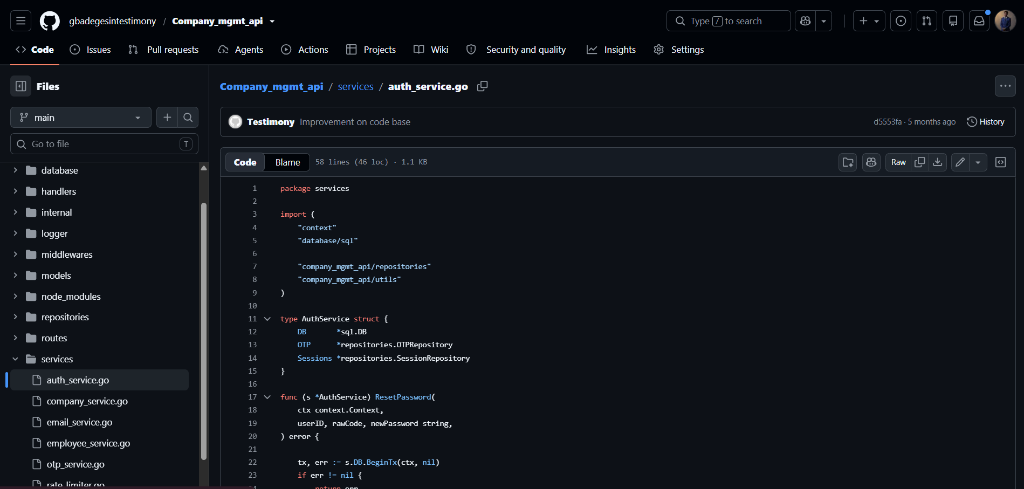 gbadegesintestimony / Company_mgmt_api
Type / to search
Code
Issues
Pull requests
Agents
Actions
Projects
Wiki
Security and quality
Insights
Settings
Files
main
Go to file
T
database
handlers
internal
logger
middlewares
models
node_modules
repositories
routes
services
auth_service.go
company_service.go
email_service.go
employee_service.go
otp_service.go
rate_limiter.go
Company_mgmt_api / services / auth_service.go
Testimony Improvement on code base
d5553fa · 5 months ago
History
Code Blame 58 lines (46 loc) · 1.1 KB
Raw
1 package services
2
3 import (
4 "context"
5 "database/sql"
6
7 "company_mgmt_api/repositories"
8 "company_mgmt_api/utils"
9 )
10
11 type AuthService struct {
12 DB *sql.DB
13 OTP *repositories.OTPRepository
14 Sessions *repositories.SessionRepository
15 }
16
17 func (s *AuthService) ResetPassword(
18 ctx context.Context,
19 userID, rawCode, newPassword string,
20 ) error {
21
22 tx, err := s.DB.BeginTx(ctx, nil)
23 if err != nil {
24 return err